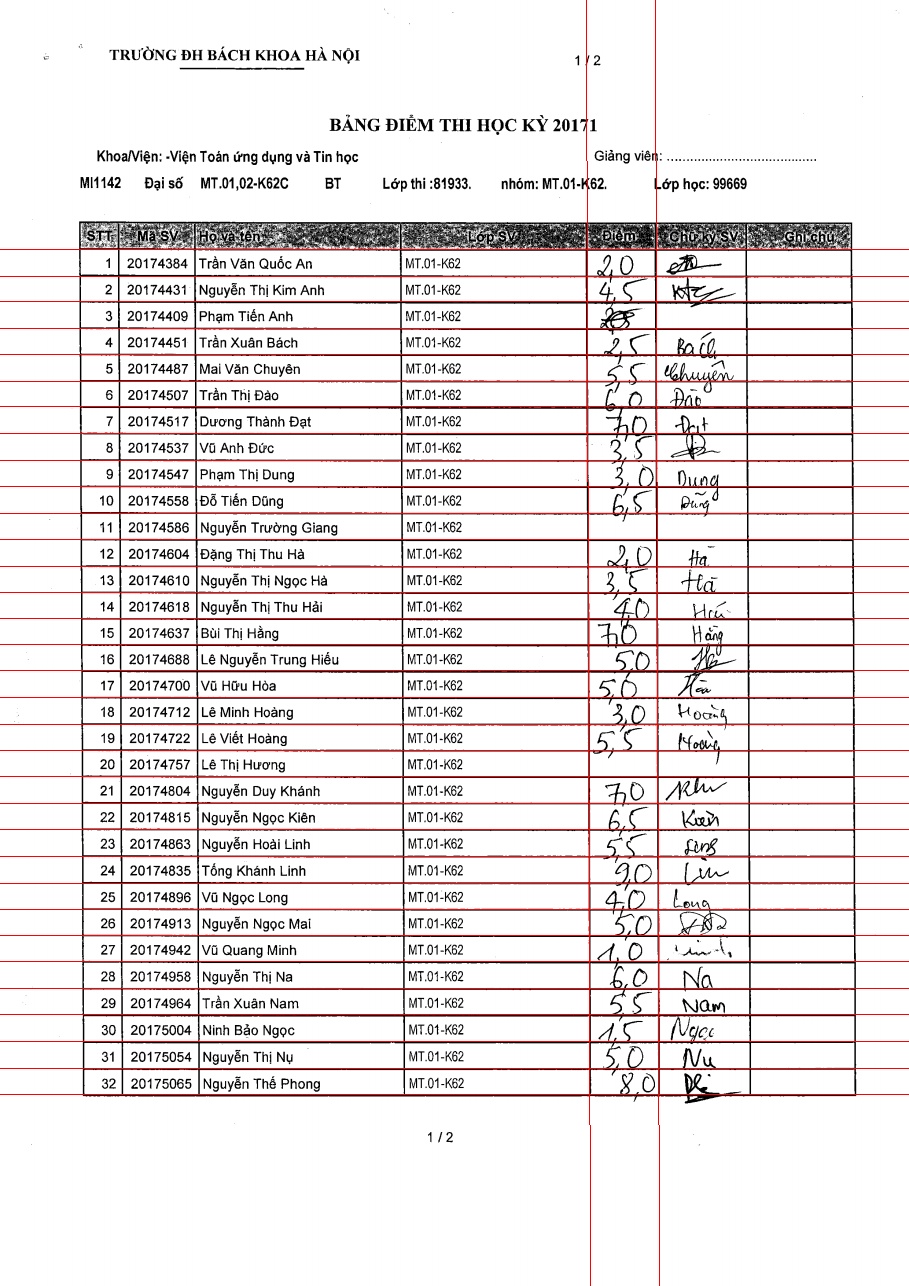 TRƯỜNG ĐH BÁCH KHOA HÀ NỘI
1 / 2
BẢNG ĐIỂM THI HỌC KỲ 20171
Khoa/Viện: -Viện Toán ứng dụng và Tin học Giảng viên: ........................................
MI1142 Đại số MT.01,02-K62C BT Lớp thi :81933. nhóm: MT.01-K62. Lớp học: 99669
STT Mã SV Họ và tên Lớp SV Điểm Chữ ký SV Ghi chú
1 20174384 Trần Văn Quốc An MT.01-K62 2,0
2 20174431 Nguyễn Thị Kim Anh MT.01-K62 4,5
3 20174409 Phạm Tiến Anh MT.01-K62
4 20174451 Trần Xuân Bách MT.01-K62 2,5 Bách
5 20174487 Mai Văn Chuyên MT.01-K62 5,5 Chuyên
6 20174507 Trần Thị Đào MT.01-K62 6,0 Đào
7 20174517 Dương Thành Đạt MT.01-K62 7,0 Đạt
8 20174537 Vũ Anh Đức MT.01-K62 3,5
9 20174547 Phạm Thị Dung MT.01-K62 3,0 Dung
10 20174558 Đỗ Tiến Dũng MT.01-K62 6,5 Dũng
11 20174586 Nguyễn Trường Giang MT.01-K62
12 20174604 Đặng Thị Thu Hà MT.01-K62 2,0 Hà
13 20174610 Nguyễn Thị Ngọc Hà MT.01-K62 3,5 Hà
14 20174618 Nguyễn Thị Thu Hải MT.01-K62 4,0 Hải
15 20174637 Bùi Thị Hằng MT.01-K62 7,0 Hằng
16 20174688 Lê Nguyễn Trung Hiếu MT.01-K62 5,0
17 20174700 Vũ Hữu Hòa MT.01-K62 5,0 Hòa
18 20174712 Lê Minh Hoàng MT.01-K62 3,0 Hoàng
19 20174722 Lê Viết Hoàng MT.01-K62 5,5 Hoàng
20 20174757 Lê Thị Hương MT.01-K62
21 20174804 Nguyễn Duy Khánh MT.01-K62 7,0
22 20174815 Nguyễn Ngọc Kiên MT.01-K62 6,5 Kiên
23 20174863 Nguyễn Hoài Linh MT.01-K62 5,5
24 20174835 Tống Khánh Linh MT.01-K62 9,0
25 20174896 Vũ Ngọc Long MT.01-K62 4,0 Long
26 20174913 Nguyễn Ngọc Mai MT.01-K62 5,0
27 20174942 Vũ Quang Minh MT.01-K62 1,0
28 20174958 Nguyễn Thị Na MT.01-K62 6,0 Na
29 20174964 Trần Xuân Nam MT.01-K62 5,5 Nam
30 20175004 Ninh Bảo Ngọc MT.01-K62 1,5 Ngọc
31 20175054 Nguyễn Thị Nụ MT.01-K62 5,0 Nụ
32 20175065 Nguyễn Thế Phong MT.01-K62 8,0
1 / 2